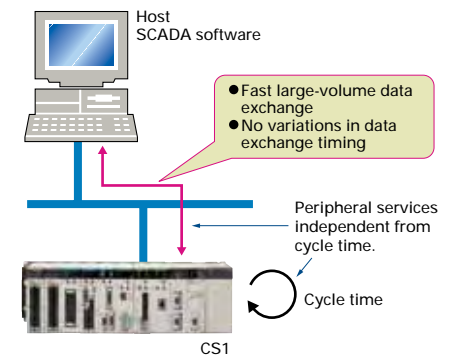 Host
SCADA software
●Fast large-volume data
exchange
●No variations in data
exchange timing
Peripheral services
independent from
cycle time.
Cycle time
CS1